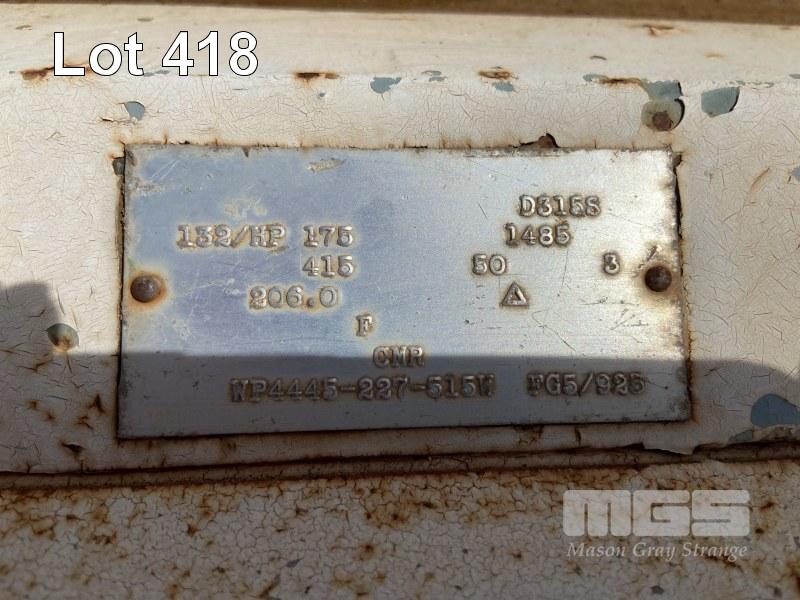 Lot 418
D315S
132/HP 175 1485
415 50 3
206.0 Δ
F
CMR
WP4445-227-515W FG5/925
MGS
Mason Gray Strange